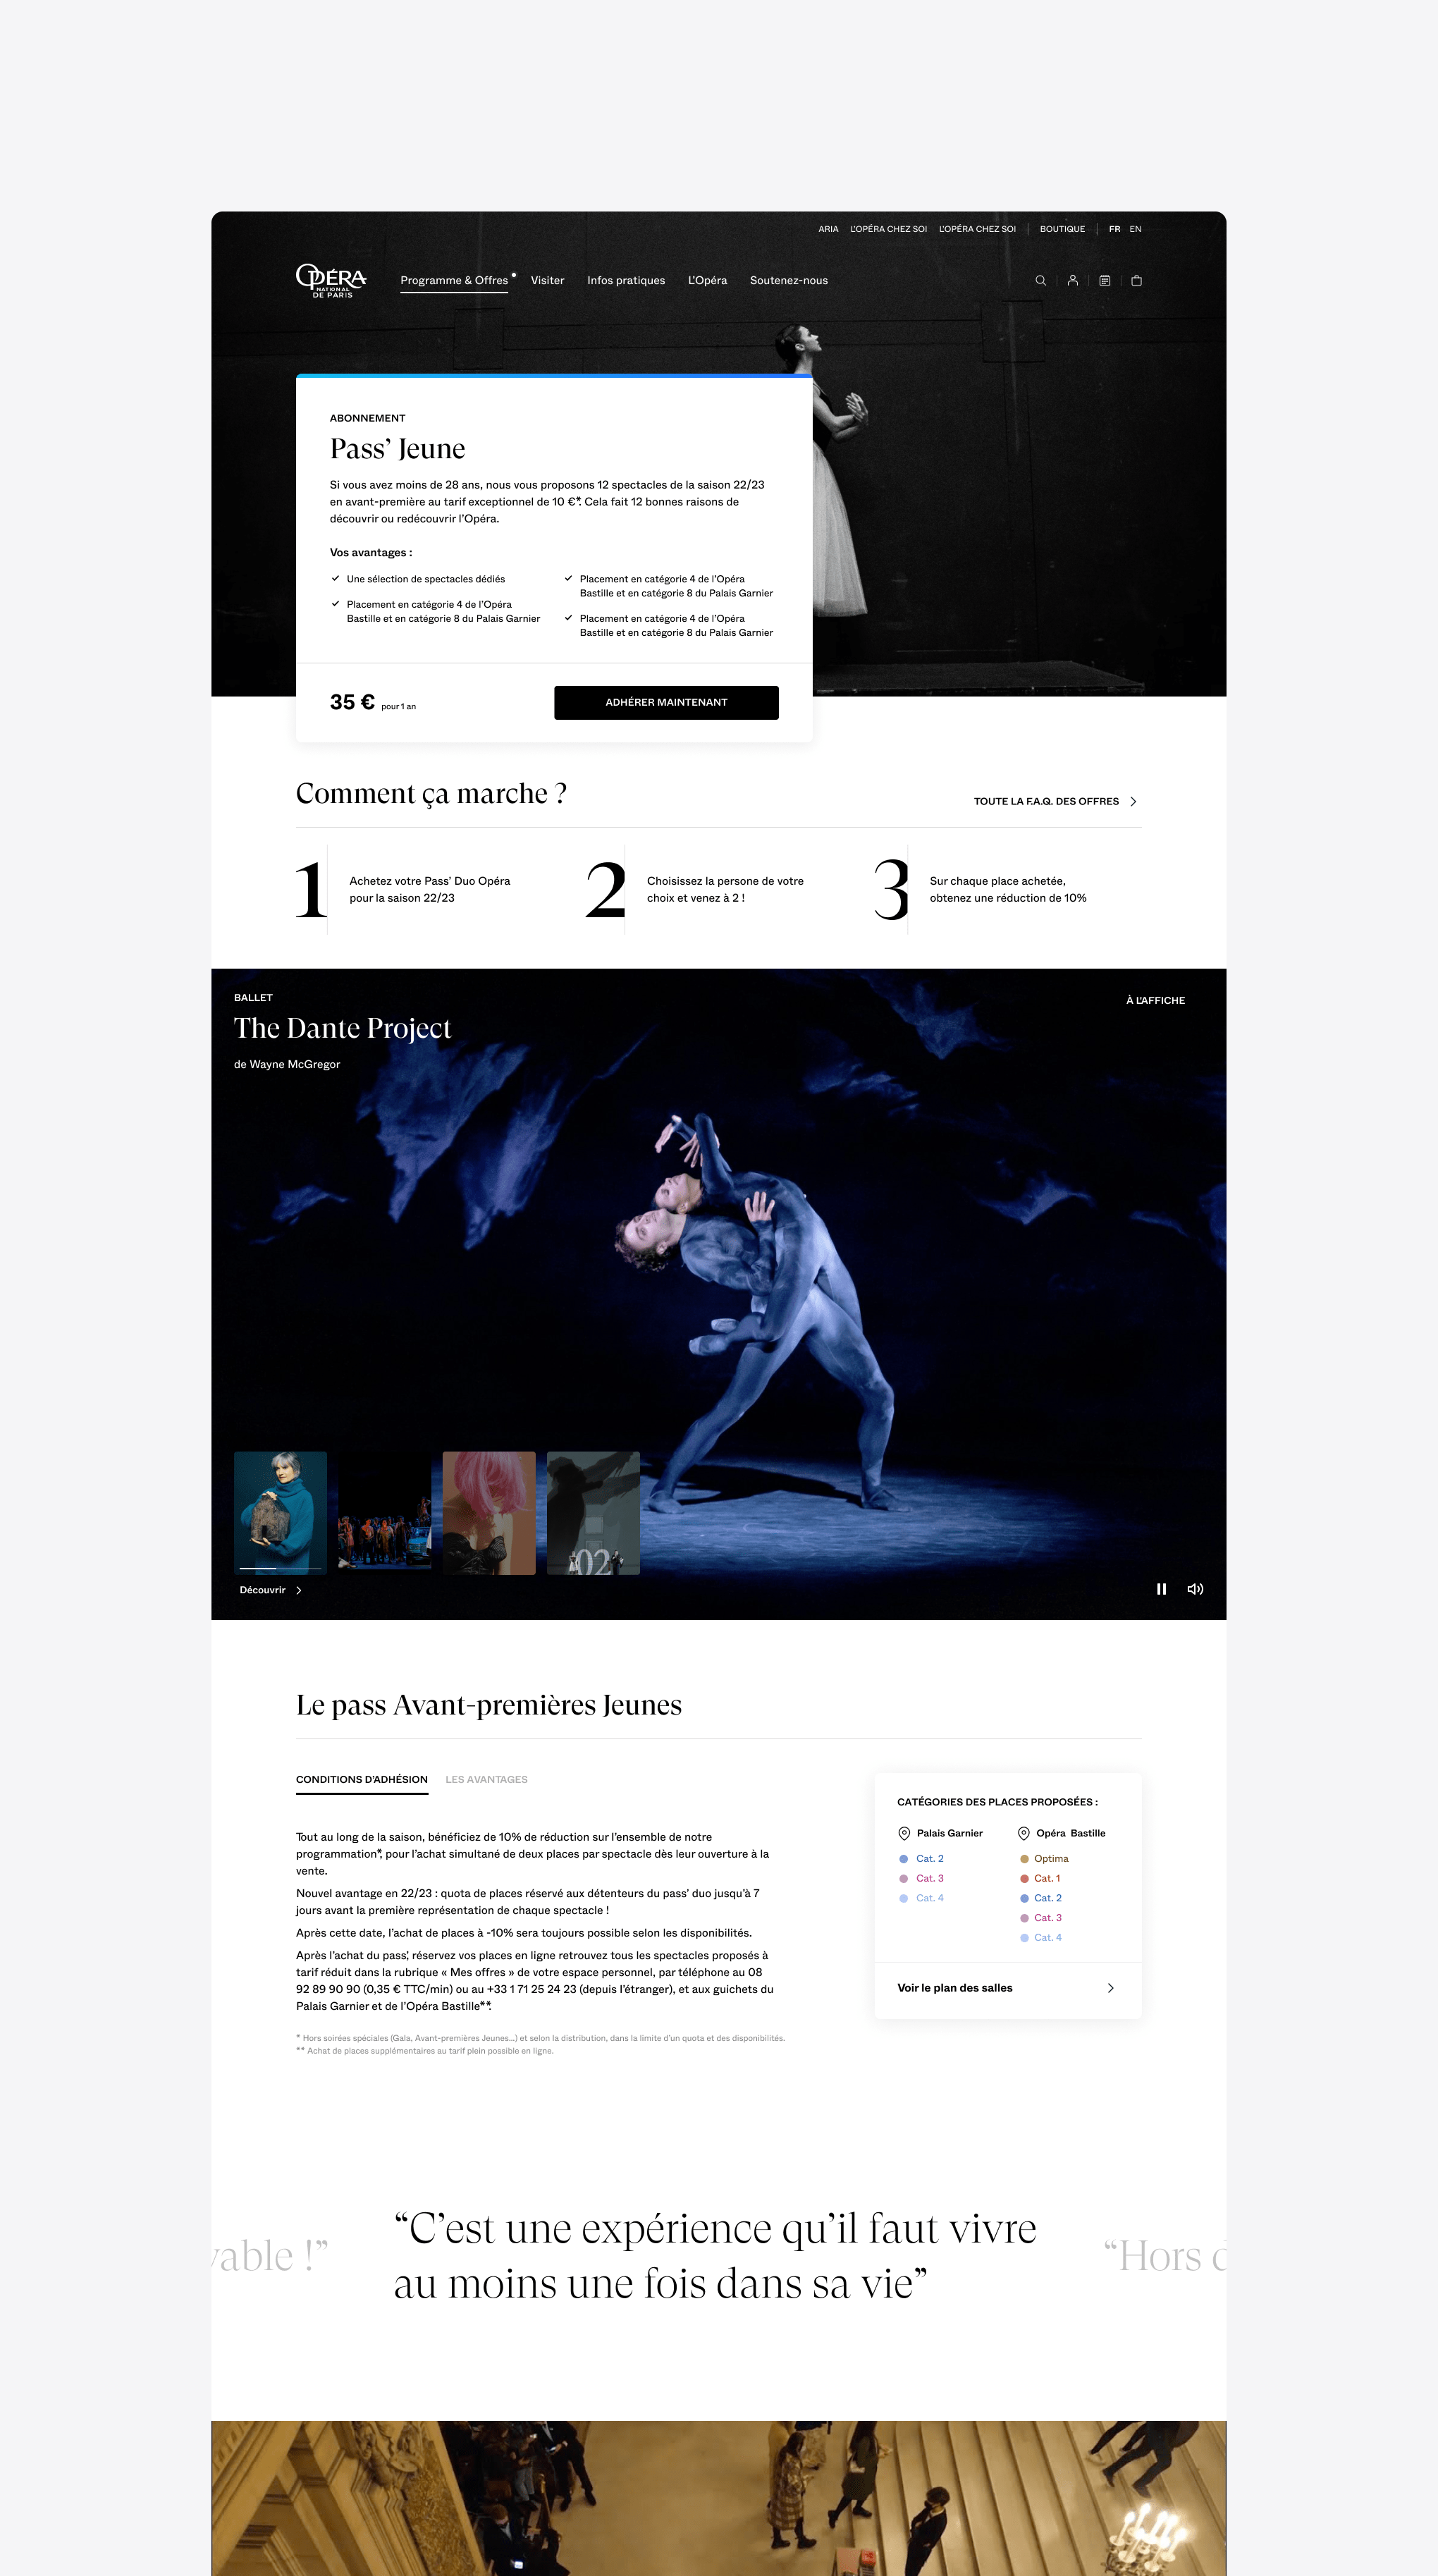 ARIA L'OPÉRA CHEZ SOI L'OPÉRA CHEZ SOI BOUTIQUE FR EN
OPÉRA
NATIONAL
DE PARIS
Programme & Offres Visiter Infos pratiques L'Opéra Soutenez-nous
ABONNEMENT
Pass' Jeune
Si vous avez moins de 28 ans, nous vous proposons 12 spectacles de la saison 22/23
en avant-première au tarif exceptionnel de 10 €*. Cela fait 12 bonnes raisons de
découvrir ou redécouvrir l'Opéra.
Vos avantages :
Une sélection de spectacles dédiés
Placement en catégorie 4 de l'Opéra
Bastille et en catégorie 8 du Palais Garnier
Placement en catégorie 4 de l'Opéra
Bastille et en catégorie 8 du Palais Garnier
Placement en catégorie 4 de l'Opéra
Bastille et en catégorie 8 du Palais Garnier
35 € pour 1 an
ADHÉRER MAINTENANT
Comment ça marche ?
TOUTE LA F.A.Q. DES OFFRES
1
Achetez votre Pass' Duo Opéra
pour la saison 22/23
2
Choisissez la persone de votre
choix et venez à 2 !
3
Sur chaque place achetée,
obtenez une réduction de 10%
BALLET
À L'AFFICHE
The Dante Project
de Wayne McGregor
02
Découvrir
Le pass Avant-premières Jeunes
CONDITIONS D'ADHÉSION LES AVANTAGES
Tout au long de la saison, bénéficiez de 10% de réduction sur l'ensemble de notre
programmation*, pour l'achat simultané de deux places par spectacle dès leur ouverture à la
vente.
Nouvel avantage en 22/23 : quota de places réservé aux détenteurs du pass' duo jusqu'à 7
jours avant la première représentation de chaque spectacle !
Après cette date, l'achat de places à -10% sera toujours possible selon les disponibilités.
Après l'achat du pass', réservez vos places en ligne retrouvez tous les spectacles proposés à
tarif réduit dans la rubrique « Mes offres » de votre espace personnel, par téléphone au 08
92 89 90 90 (0,35 € TTC/min) ou au +33 1 71 25 24 23 (depuis l'étranger), et aux guichets du
Palais Garnier et de l'Opéra Bastille**.
* Hors soirées spéciales (Gala, Avant-premières Jeunes...) et selon la distribution, dans la limite d'un quota et des disponibilités.
** Achat de places supplémentaires au tarif plein possible en ligne.
CATÉGORIES DES PLACES PROPOSÉES :
Palais Garnier
Cat. 2
Cat. 3
Cat. 4
Opéra Bastille
Optima
Cat. 1
Cat. 2
Cat. 3
Cat. 4
Voir le plan des salles
vable !”
“C'est une expérience qu'il faut vivre
au moins une fois dans sa vie”
“Hors d